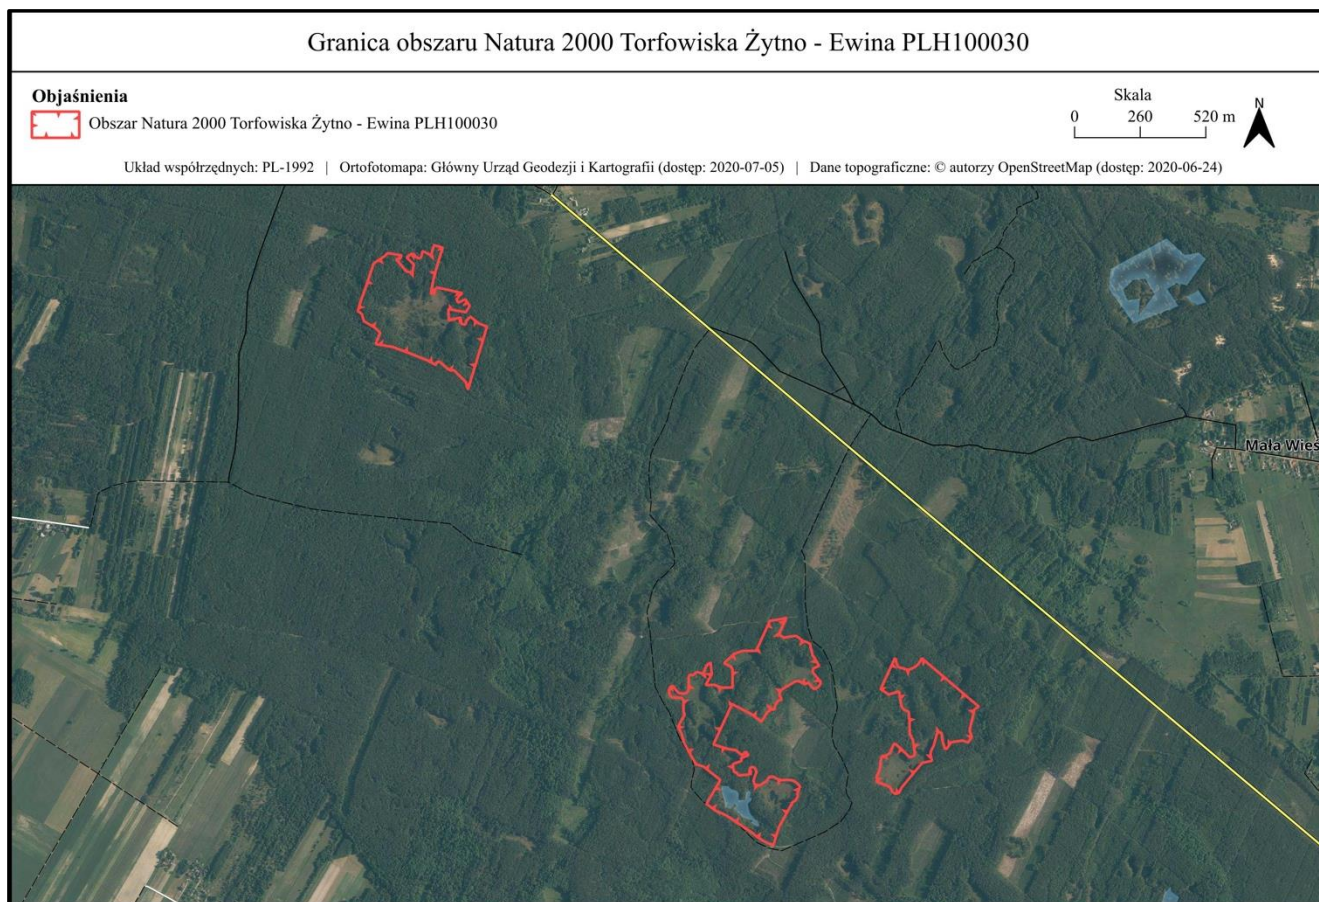 Granica obszaru Natura 2000 Torfowiska Żytno - Ewina PLH100030
Objaśnienia
Obszar Natura 2000 Torfowiska Żytno - Ewina PLH100030
Skala
0 260 520 m
N
Układ współrzędnych: PL-1992 | Ortofotomapa: Główny Urząd Geodezji i Kartografii (dostęp: 2020-07-05) | Dane topograficzne: © autorzy OpenStreetMap (dostęp: 2020-06-24)
Mała Wies